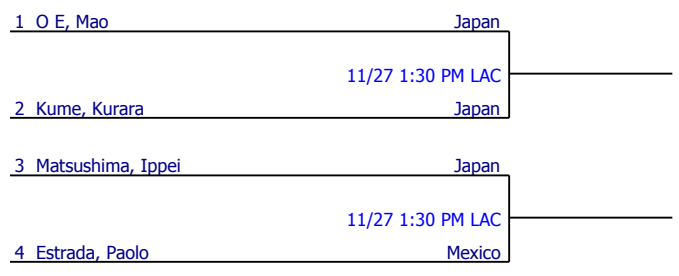 1 O E, Mao Japan
11/27 1:30 PM LAC
2 Kume, Kurara Japan
3 Matsushima, Ippei Japan
11/27 1:30 PM LAC
4 Estrada, Paolo Mexico